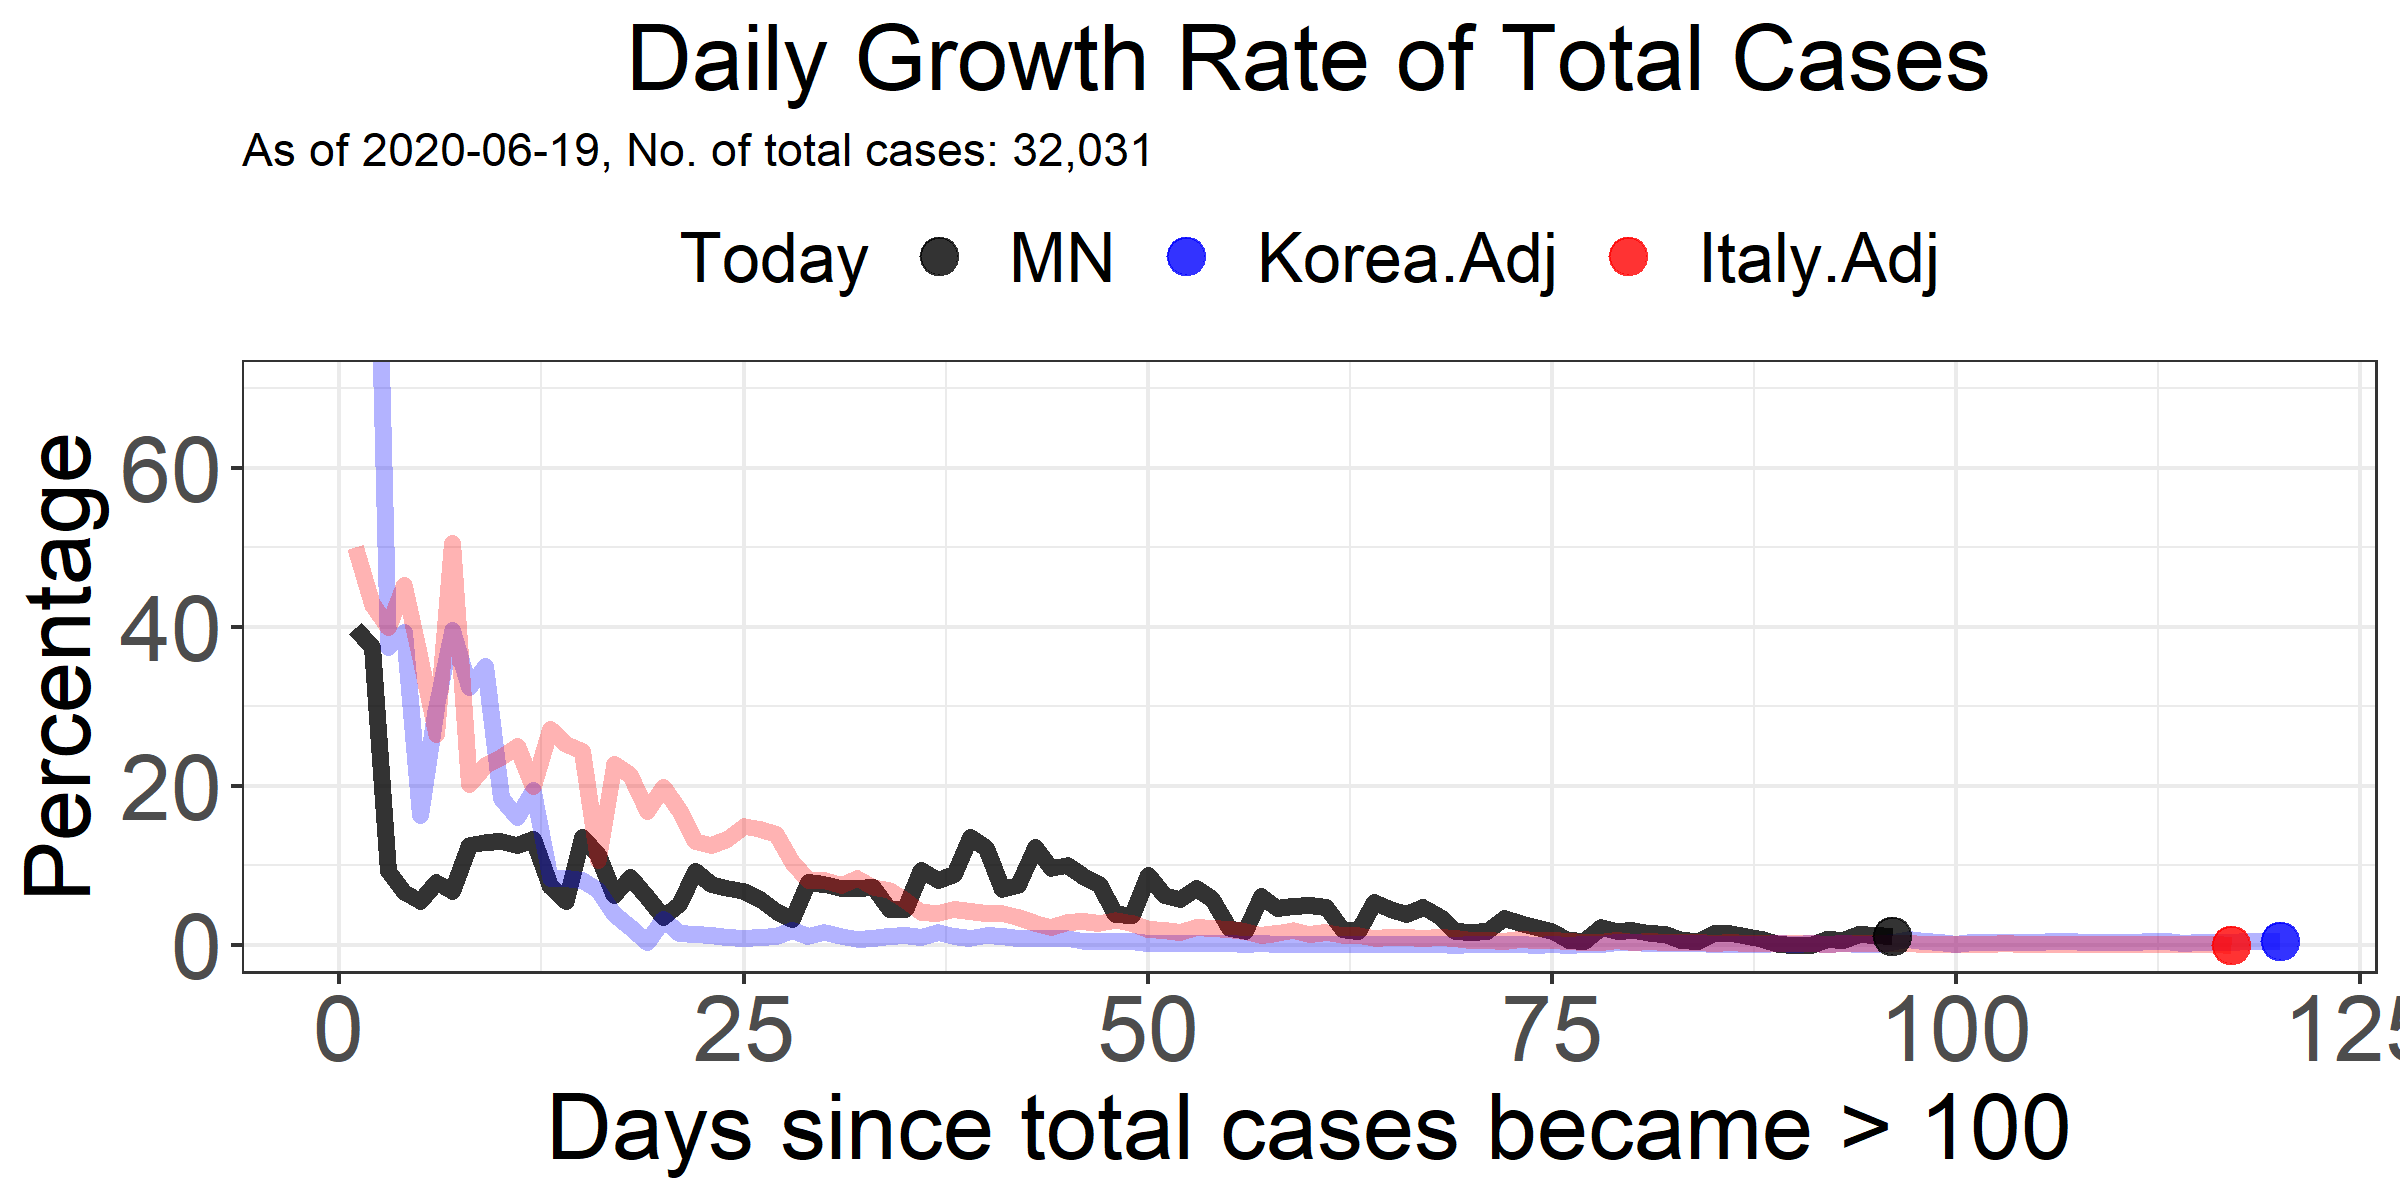 Daily Growth Rate of Total Cases
As of 2020-06-19, No. of total cases: 32,031
Today MN Korea.Adj Italy.Adj
Percentage
60
40
20
0
0 25 50 75 100 125
Days since total cases became > 100